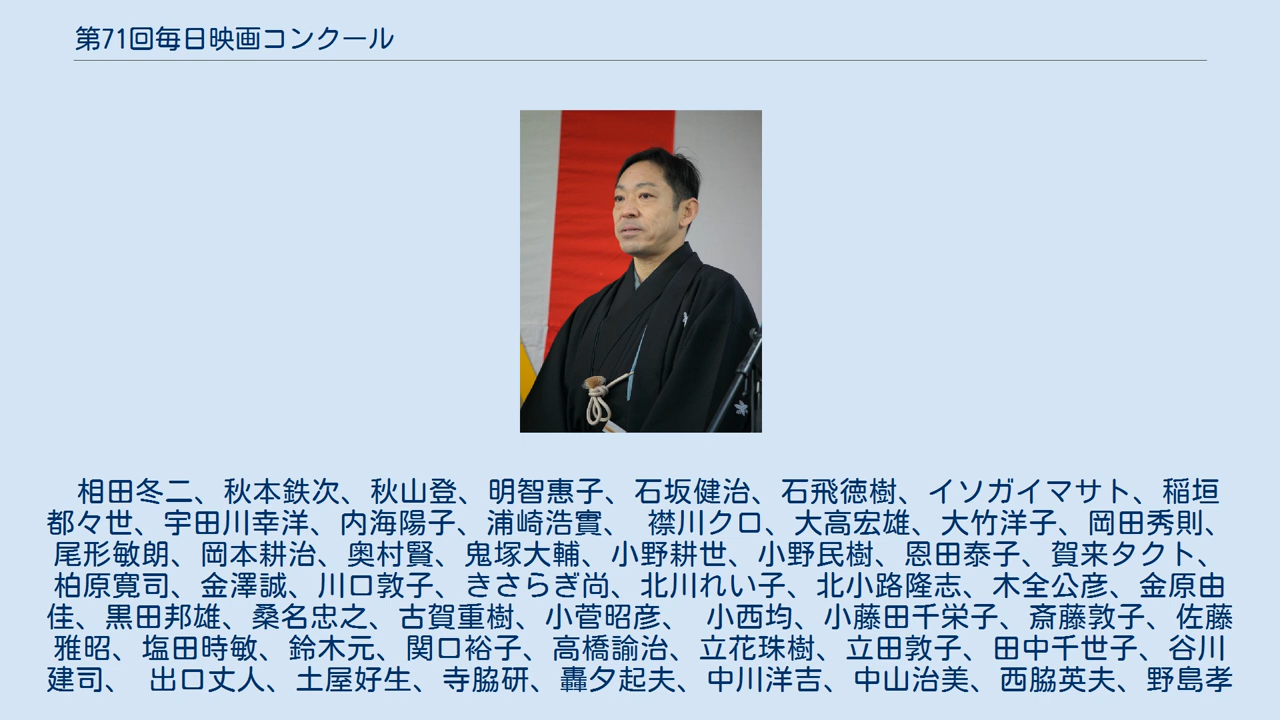 第71回毎日映画コンクール
相田冬二、秋本鉄次、秋山登、明智惠子、石坂健治、石飛徳樹、イソガイマサト、稲垣
都々世、宇田川幸洋、内海陽子、浦崎浩實、 襟川クロ、大高宏雄、大竹洋子、岡田秀則、
尾形敏朗、岡本耕治、奥村賢、鬼塚大輔、小野耕世、小野民樹、恩田泰子、賀来タクト、
柏原寛司、金澤誠、川口敦子、きさらぎ尚、北川れい子、北小路隆志、木全公彦、金原由
佳、黒田邦雄、桑名忠之、古賀重樹、小菅昭彦、 小西均、小藤田千栄子、斎藤敦子、佐藤
雅昭、塩田時敏、鈴木元、関口裕子、高橋諭治、立花珠樹、立田敦子、田中千世子、谷川
建司、 出口丈人、土屋好生、寺脇研、轟夕起夫、中川洋吉、中山治美、西脇英夫、野島孝